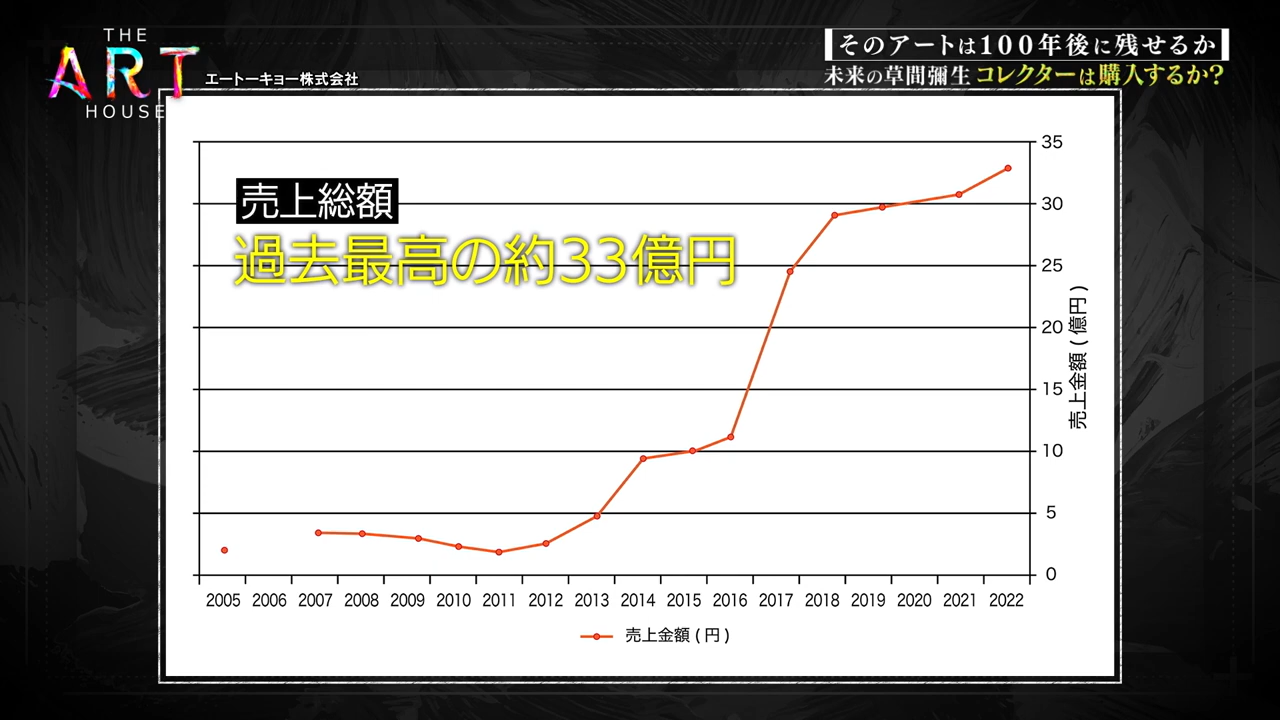 THE
ART
HOUSE
エートーキョー株式会社
そのアートは100年後に残せるか
未来の草間彌生 コレクターは購入するか?
売上総額
過去最高の約33億円
35
30
25
20
15
10
5
0
売上金額 ( 億円 )
2005 2006 2007 2008 2009 2010 2011 2012 2013 2014 2015 2016 2017 2018 2019 2020 2021 2022
売上金額 ( 円 )